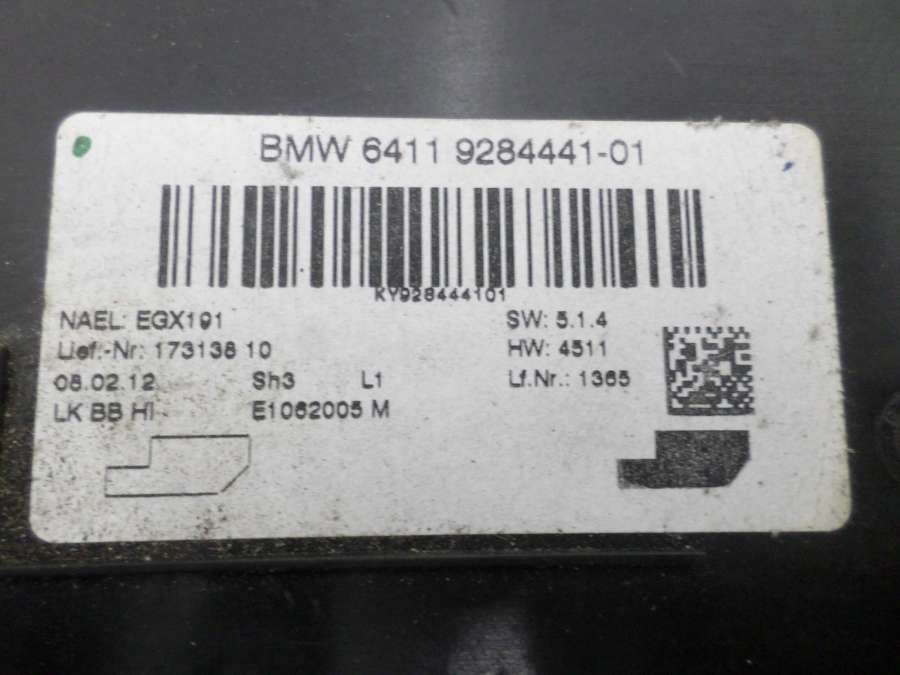 BMW 6411 9284441-01
KY928444101
NAEL: EGX191 SW: 5.1.4
Lief.-Nr: 173138 10 HW: 4511
08.02.12 Sh3 L1 Lf.Nr.: 1365
LK BB HI E1062005 M